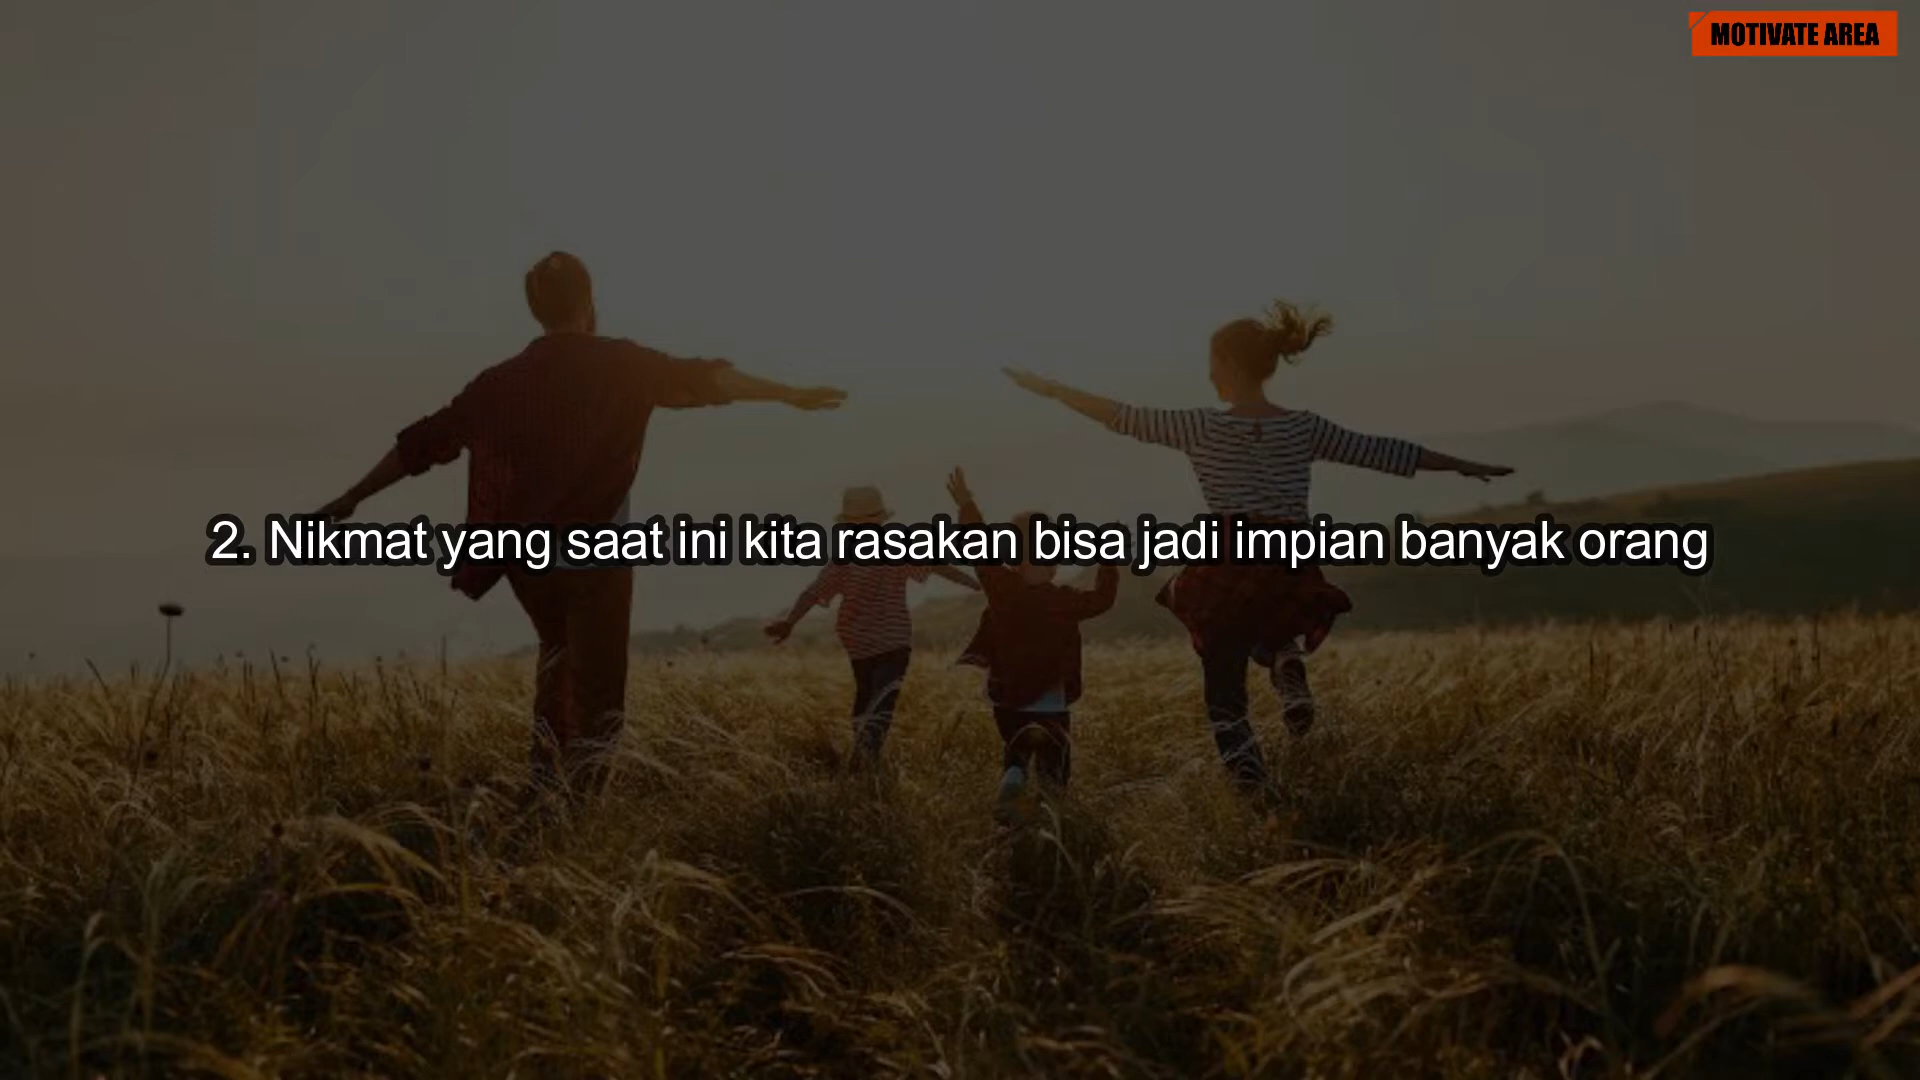 MOTIVATE AREA
2. Nikmat yang saat ini kita rasakan bisa jadi impian banyak orang